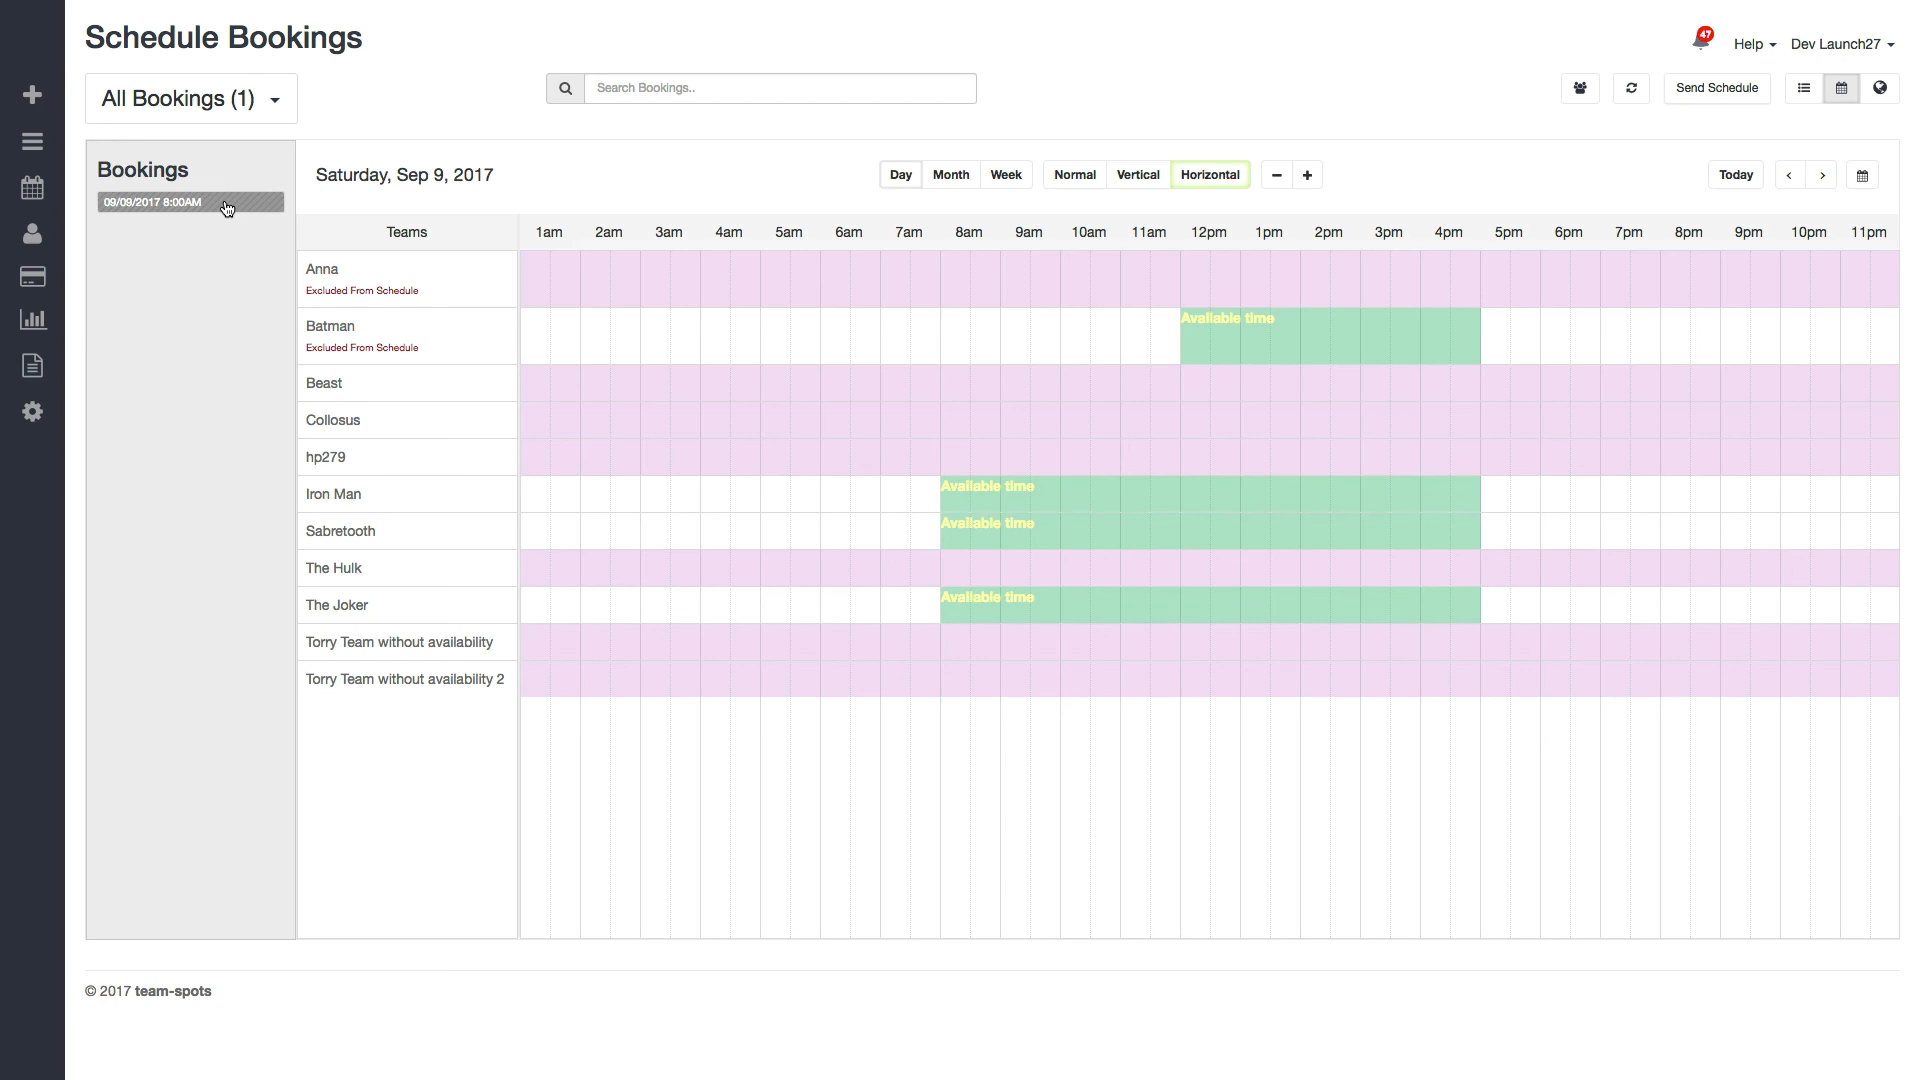 Schedule Bookings
47
Help
Dev Launch27
All Bookings (1)
Search Bookings..
Send Schedule
Bookings
09/09/2017 8:00AM
Saturday, Sep 9, 2017
Day Month Week
Normal Vertical Horizontal
Today
Teams 1am 2am 3am 4am 5am 6am 7am 8am 9am 10am 11am 12pm 1pm 2pm 3pm 4pm 5pm 6pm 7pm 8pm 9pm 10pm 11pm
Anna
Excluded From Schedule
Batman
Available time
Excluded From Schedule
Beast
Collosus
hp279
Iron Man
Available time
Sabretooth
Available time
The Hulk
The Joker
Available time
Torry Team without availability
Torry Team without availability 2
© 2017 team-spots